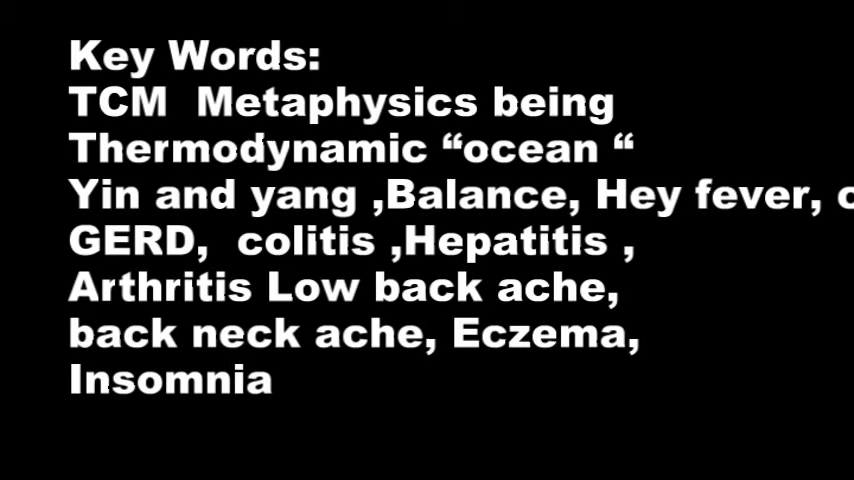 Key Words:
TCM Metaphysics being
Thermodynamic “ocean “
Yin and yang ,Balance, Hey fever,
GERD, colitis ,Hepatitis ,
Arthritis Low back ache,
back neck ache, Eczema,
Insomnia